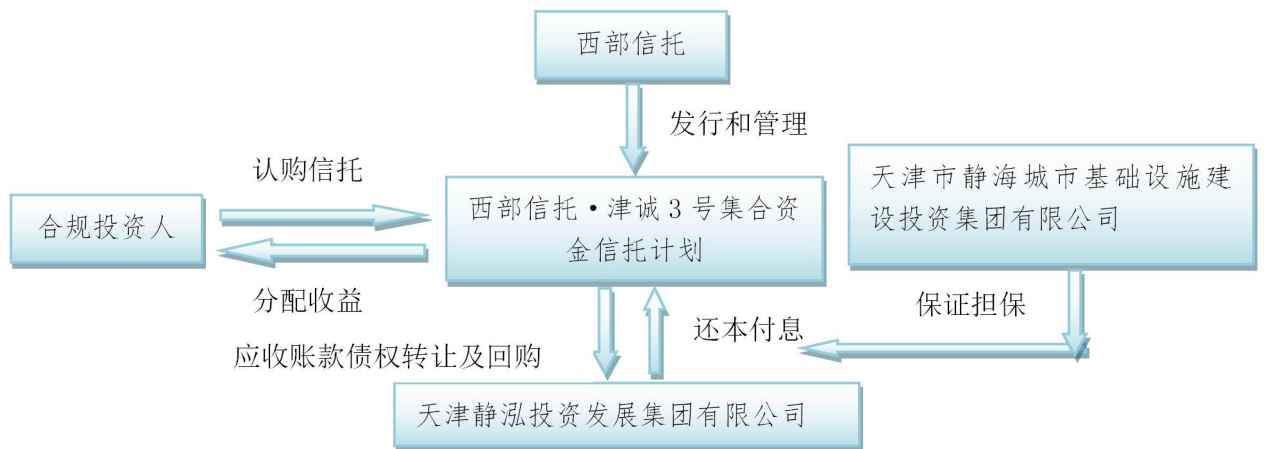 西部信托
发行和管理
认购信托
天津市静海城市基础设施建
设投资集团有限公司
合规投资人
西部信托·津诚3号集合资
金信托计划
分配收益
保证担保
还本付息
应收账款债权转让及回购
天津静泓投资发展集团有限公司